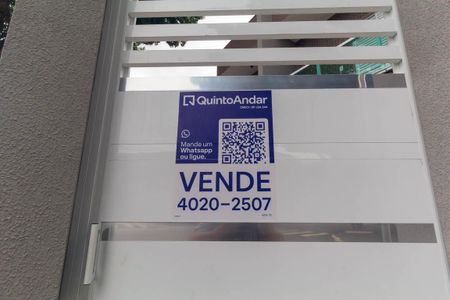 QuintoAndar
Mande um
Whatsapp
ou ligue.
VENDE
4020-2507